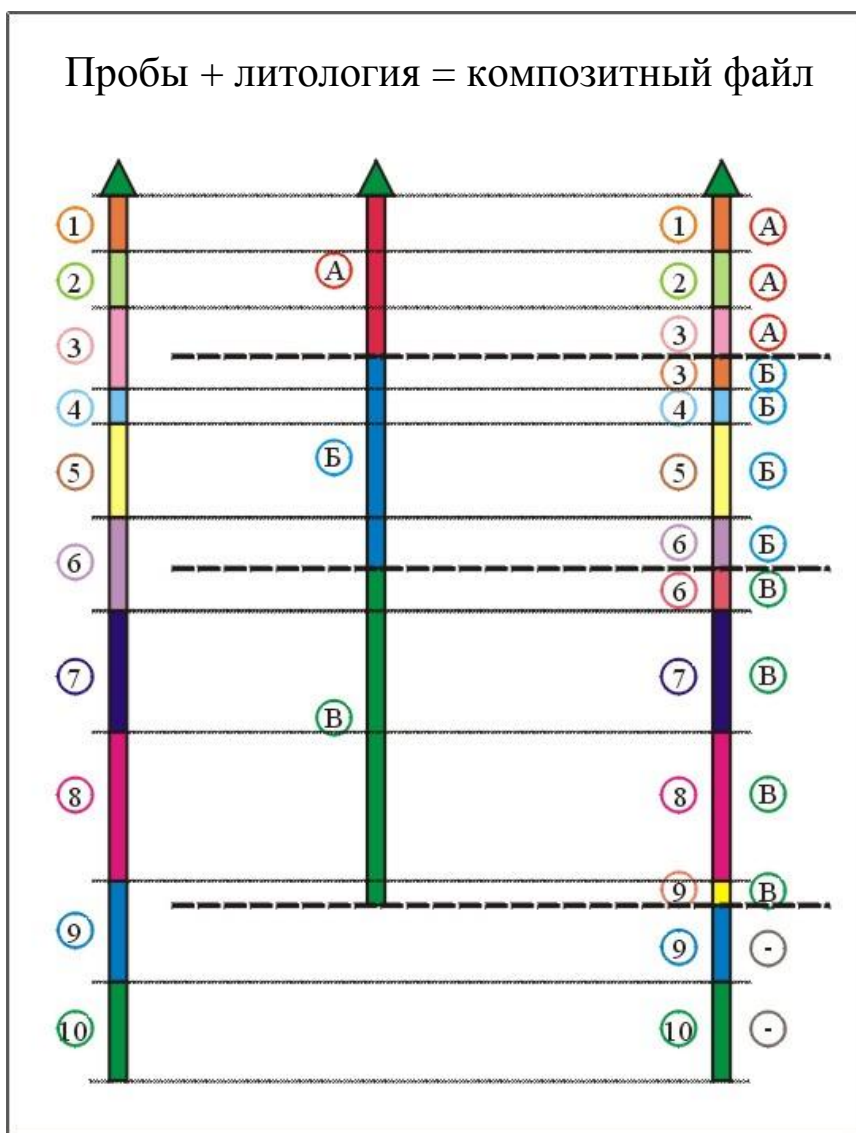 Пробы + литология = композитный файл
1 1 А
2 А 2 А
3 3 А
3 Б
4 4 Б
5 Б 5 Б
6 6 Б
6 В
7 В 7 В
8 8 В
9 9 В
9 -
10 10 -